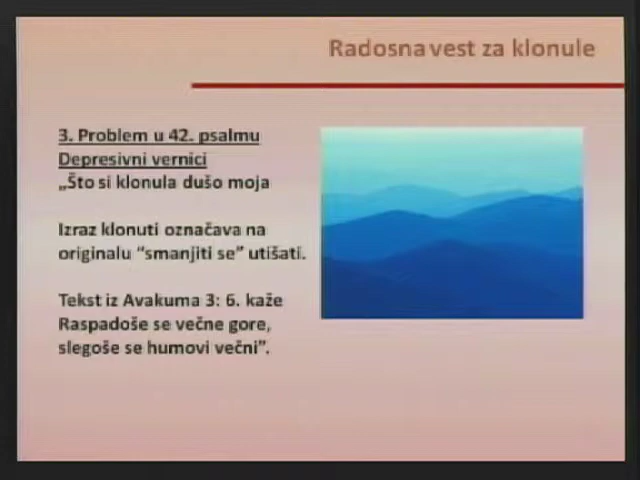 Radosna vest za klonule
3. Problem u 42. psalmu
Depresivni vernici
„Što si klonula dušo moja
Izraz klonuti označava na
originalu “smanjiti se” utišati.
Tekst iz Avakuma 3: 6. kaže
Raspadoše se večne gore,
slegoše se humovi večni”.